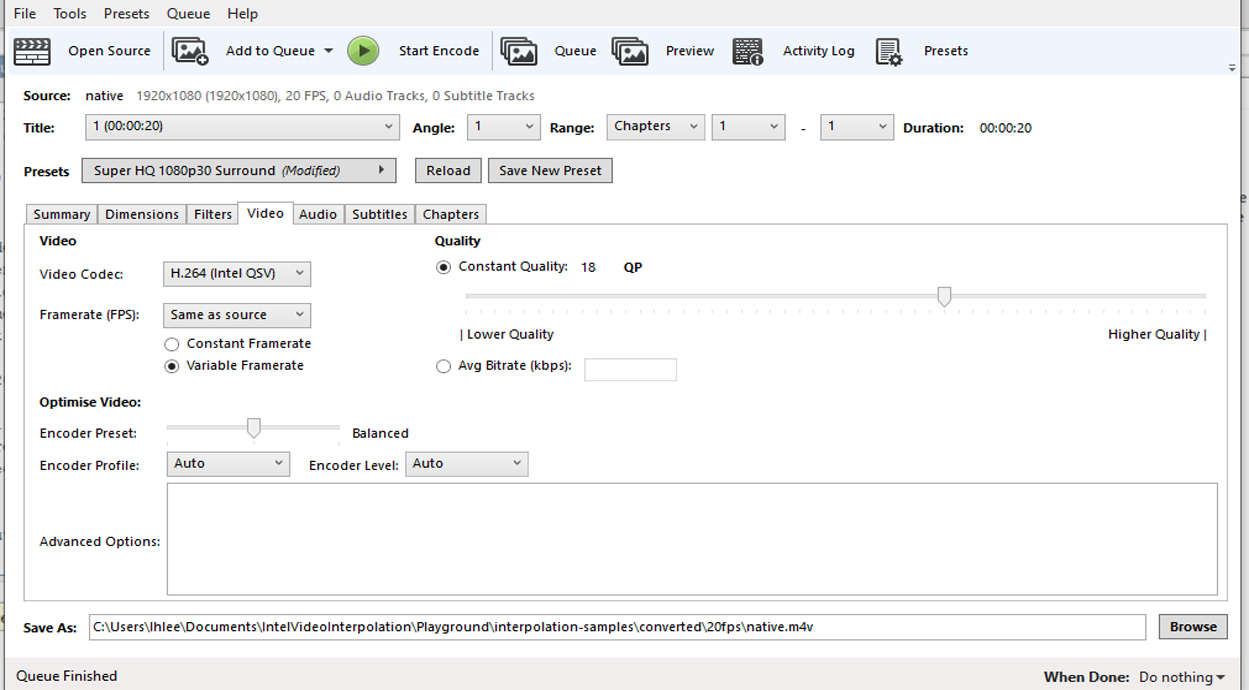 File Tools Presets Queue Help
Open Source Add to Queue Start Encode Queue Preview Activity Log Presets
Source: native 1920x1080 (1920x1080), 20 FPS, 0 Audio Tracks, 0 Subtitle Tracks
Title: 1 (00:00:20) Angle: 1 Range: Chapters 1 - 1 Duration: 00:00:20
Presets Super HQ 1080p30 Surround (Modified) Reload Save New Preset
Summary Dimensions Filters Video Audio Subtitles Chapters
Video Quality
Video Codec: H.264 (Intel QSV) Constant Quality: 18 QP
Framerate (FPS): Same as source
| Lower Quality Higher Quality |
Constant Framerate
Variable Framerate Avg Bitrate (kbps):
Optimise Video:
Encoder Preset: Balanced
Encoder Profile: Auto Encoder Level: Auto
Advanced Options:
Save As: C:\Users\lhlee\Documents\IntelVideoInterpolation\Playground\interpolation-samples\converted\20fps\native.m4v Browse
Queue Finished When Done: Do nothing